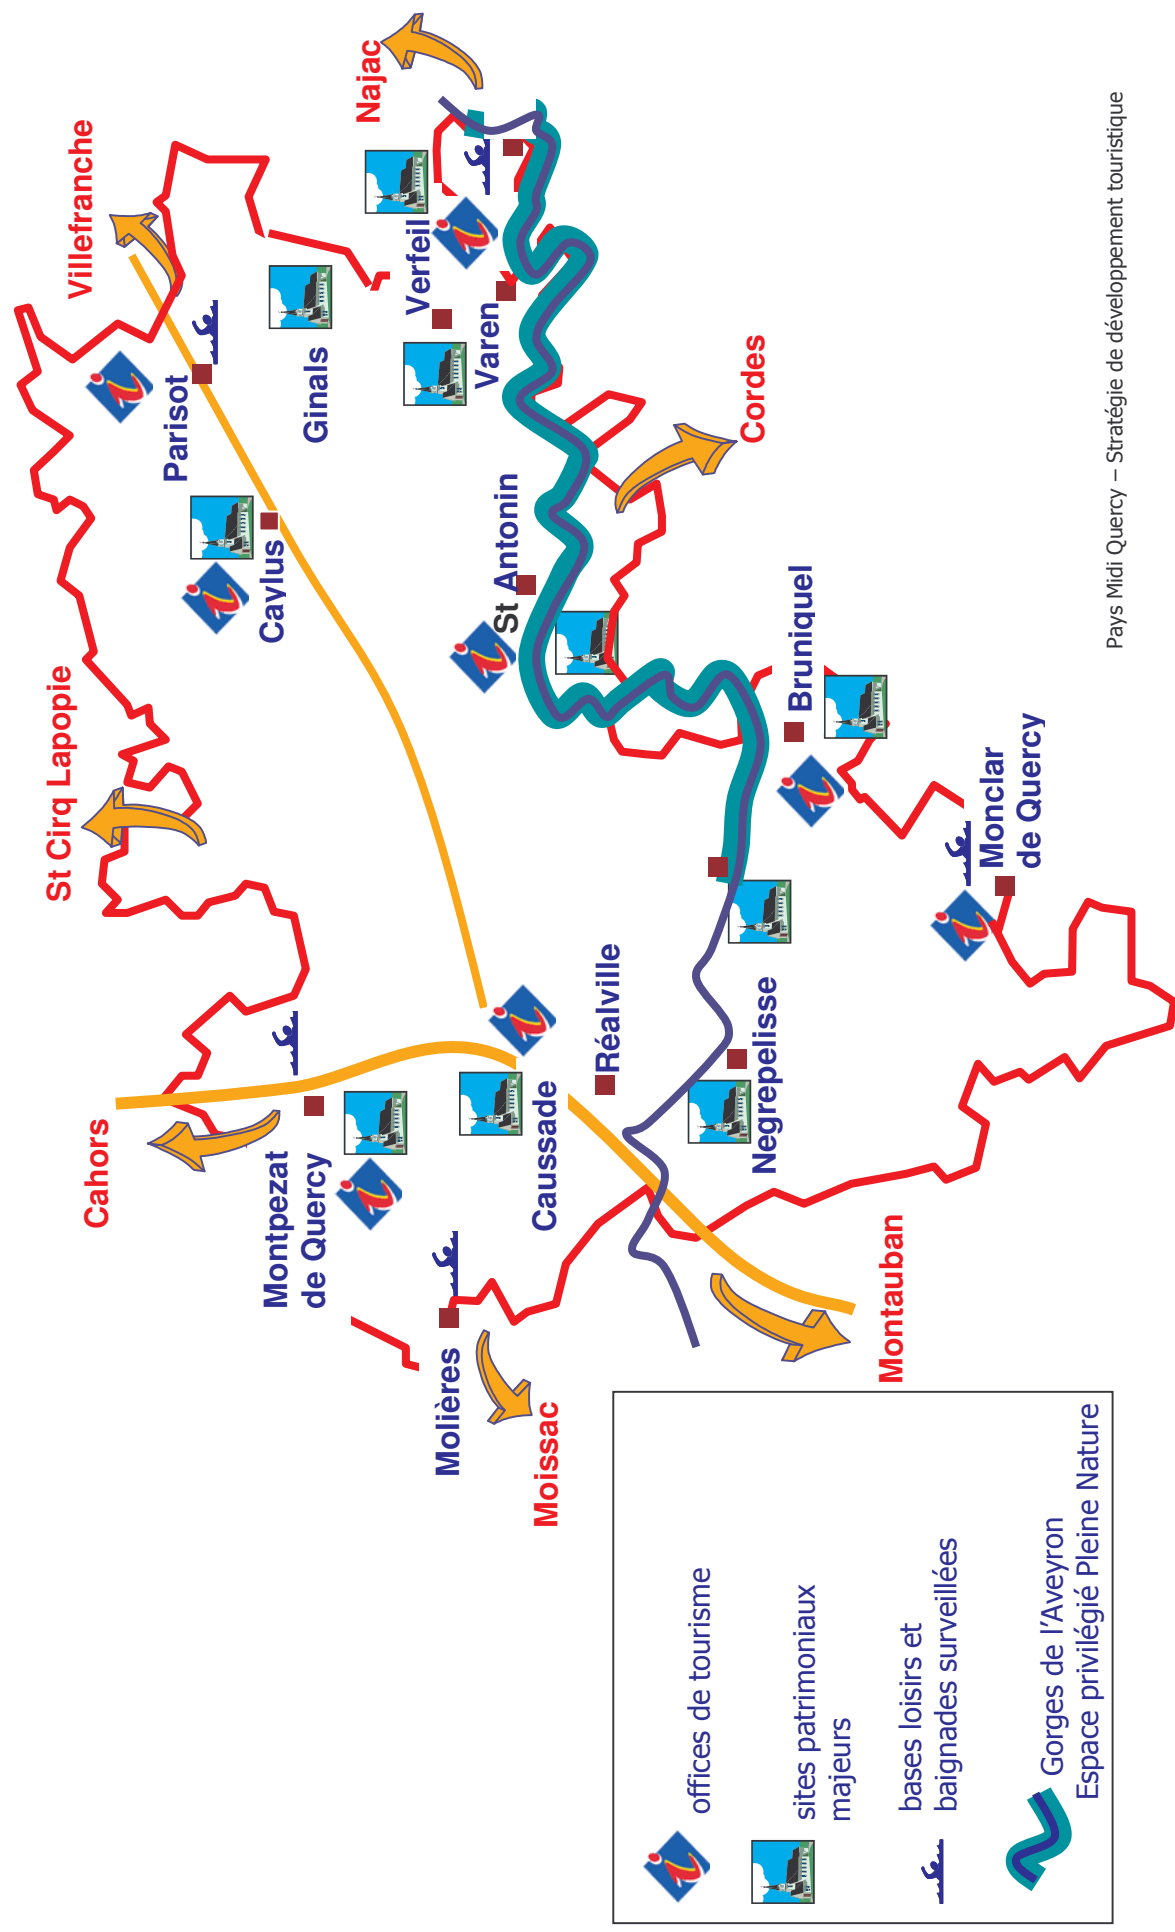 St Cirq Lapopie
Villefranche
Cahors
Najac
Parisot
Caylus
Ginals
Verfeil
Varen
Montpezat
de Quercy
St Antonin
Caussade
Molières
Moissac
Réalville
Cordes
Negrepelisse
Bruniquel
Montauban
Monclar
de Quercy
offices de tourisme
sites patrimoniaux
majeurs
bases loisirs et
baignades surveillées
Gorges de l'Aveyron
Espace privilégié Pleine Nature
Pays Midi Quercy – Stratégie de développement touristique